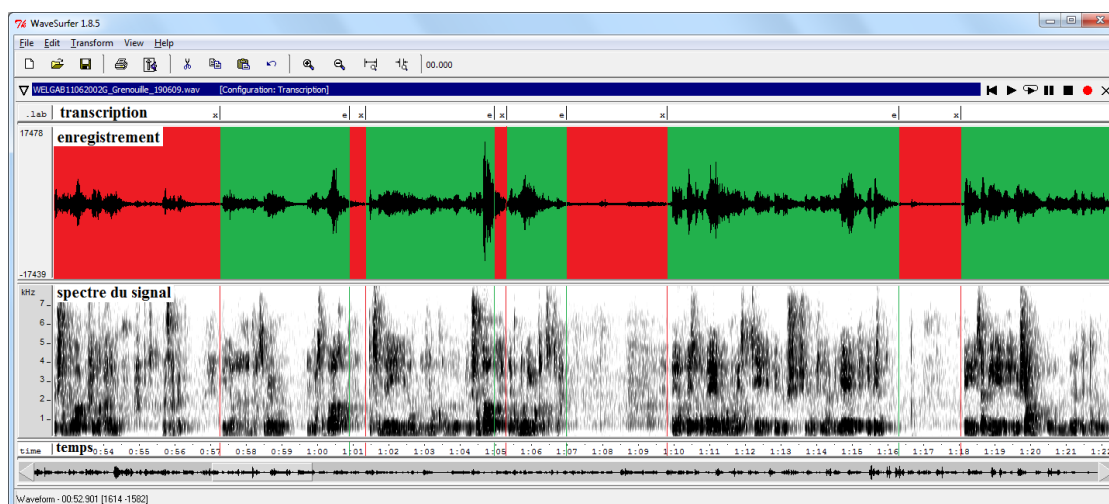 WaveSurfer 1.8.5
File Edit Transform View Help
00.000
WELGAB11062002G_Grenouille_190609.wav [Configuration: Transcription]
.lab transcription x e x e x e x e x
17478
enregistrement
-17439
kHz spectre du signal
7
6
5
4
3
2
1
time temps 0:54 0:55 0:56 0:57 0:58 0:59 1:00 1:01 1:02 1:03 1:04 1:05 1:06 1:07 1:08 1:09 1:10 1:11 1:12 1:13 1:14 1:15 1:16 1:17 1:18 1:19 1:20 1:21 1:22
Waveform - 00:52.901 [1614 -1582]